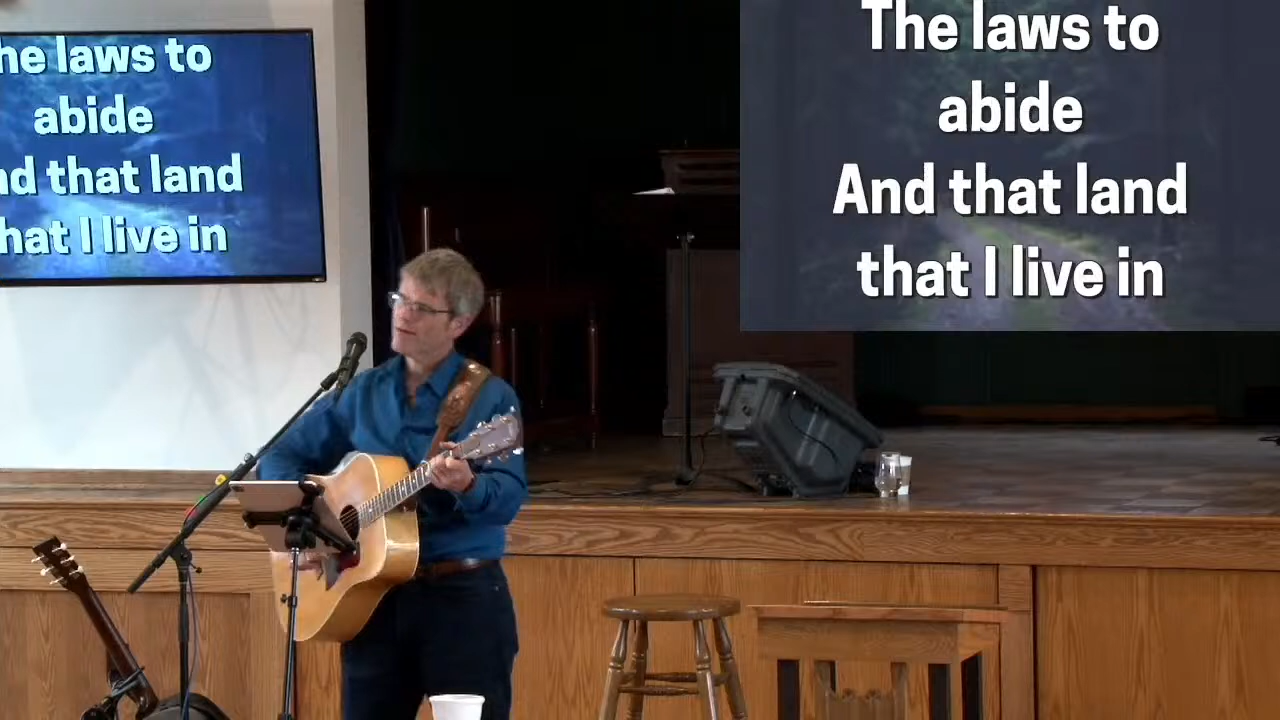 he laws to
abide
nd that land
hat I live in
The laws to
abide
And that land
that I live in